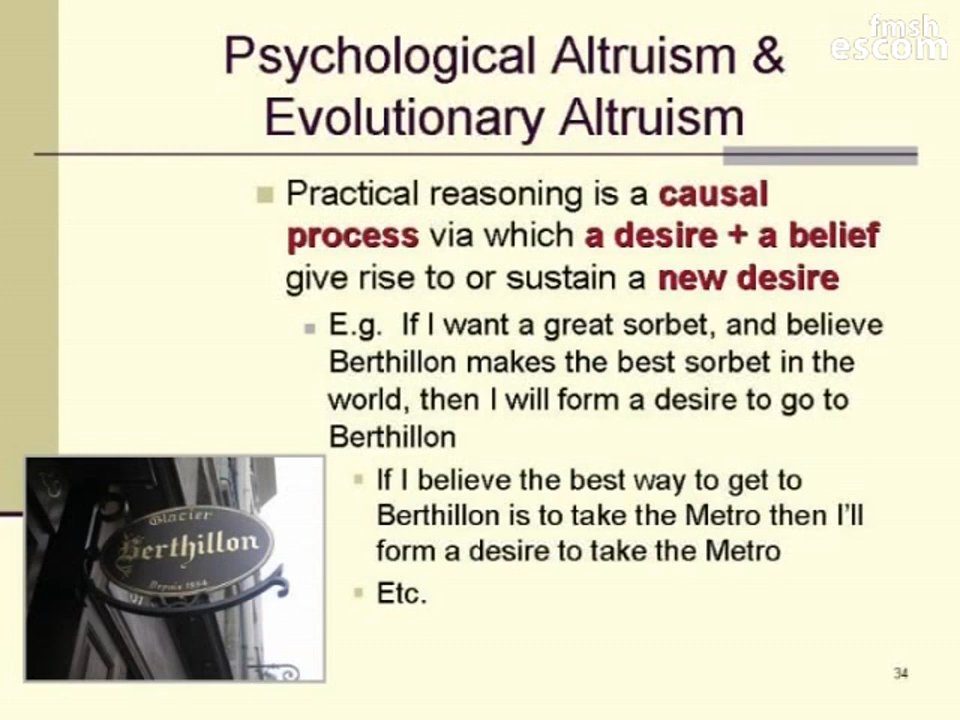 fmsh
escom
Psychological Altruism &
Evolutionary Altruism
Practical reasoning is a causal
process via which a desire + a belief
give rise to or sustain a new desire
E.g. If I want a great sorbet, and believe
Berthillon makes the best sorbet in the
world, then I will form a desire to go to
Berthillon
If I believe the best way to get to
Berthillon is to take the Metro then I'll
form a desire to take the Metro
Etc.
Glacier
Berthillon
Depuis 1954
34